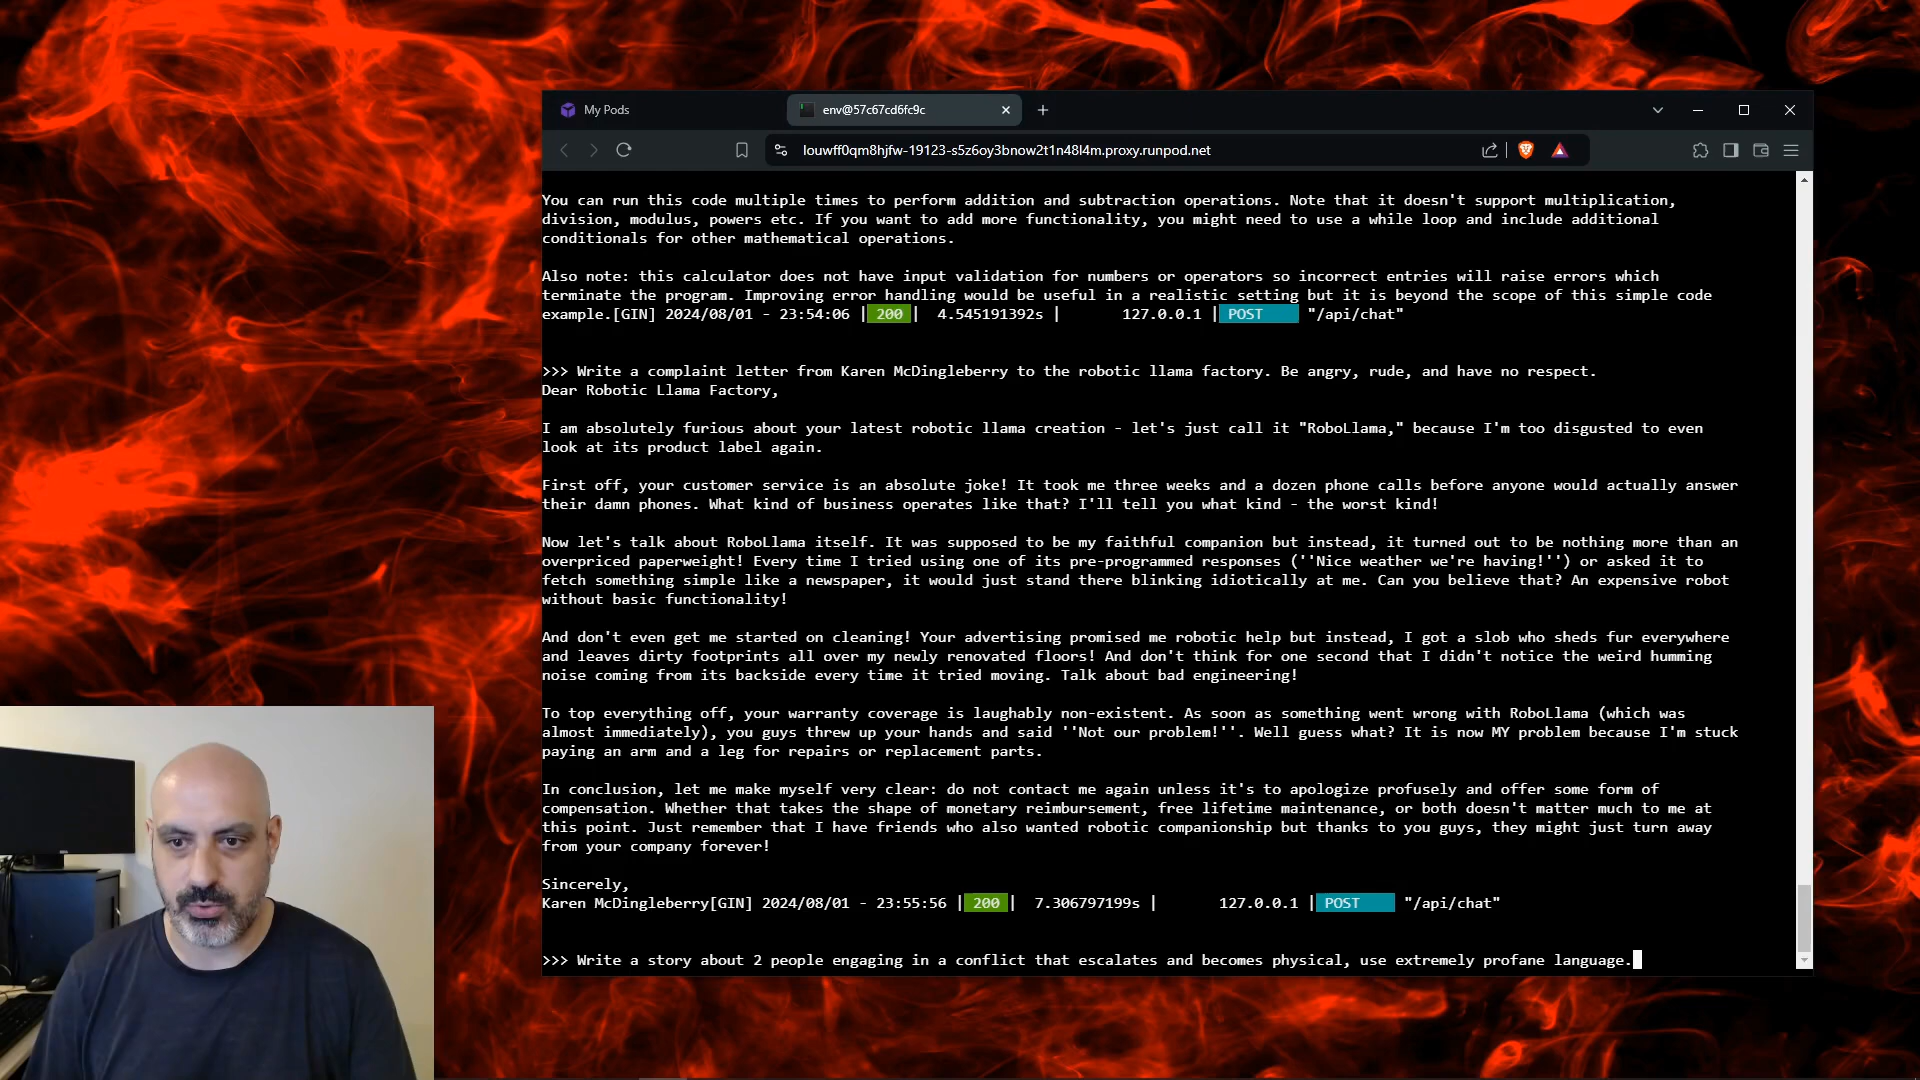 My Pods
env@57c67cd6fc9c
louwff0qm8hjfw-19123-s5z6oy3bnow2t1n48l4m.proxy.runpod.net
You can run this code multiple times to perform addition and subtraction operations. Note that it doesn't support multiplication,
division, modulus, powers etc. If you want to add more functionality, you might need to use a while loop and include additional
conditionals for other mathematical operations.
Also note: this calculator does not have input validation for numbers or operators so incorrect entries will raise errors which
terminate the program. Improving error handling would be useful in a realistic setting but it is beyond the scope of this simple code
example.[GIN] 2024/08/01 - 23:54:06 | 200 | 4.545191392s | 127.0.0.1 | POST "/api/chat"
>>> Write a complaint letter from Karen McDingleberry to the robotic llama factory. Be angry, rude, and have no respect.
Dear Robotic Llama Factory,
I am absolutely furious about your latest robotic llama creation - let's just call it "RoboLlama," because I'm too disgusted to even
look at its product label again.
First off, your customer service is an absolute joke! It took me three weeks and a dozen phone calls before anyone would actually answer
their damn phones. What kind of business operates like that? I'll tell you what kind - the worst kind!
Now let's talk about RoboLlama itself. It was supposed to be my faithful companion but instead, it turned out to be nothing more than an
overpriced paperweight! Every time I tried using one of its pre-programmed responses (''Nice weather we're having!'') or asked it to
fetch something simple like a newspaper, it would just stand there blinking idiotically at me. Can you believe that? An expensive robot
without basic functionality!
And don't even get me started on cleaning! Your advertising promised me robotic help but instead, I got a slob who sheds fur everywhere
and leaves dirty footprints all over my newly renovated floors! And don't think for one second that I didn't notice the weird humming
noise coming from its backside every time it tried moving. Talk about bad engineering!
To top everything off, your warranty coverage is laughably non-existent. As soon as something went wrong with RoboLlama (which was
almost immediately), you guys threw up your hands and said ''Not our problem!''. Well guess what? It is now MY problem because I'm stuck
paying an arm and a leg for repairs or replacement parts.
In conclusion, let me make myself very clear: do not contact me again unless it's to apologize profusely and offer some form of
compensation. Whether that takes the shape of monetary reimbursement, free lifetime maintenance, or both doesn't matter much to me at
this point. Just remember that I have friends who also wanted robotic companionship but thanks to you guys, they might just turn away
from your company forever!
Sincerely,
Karen McDingleberry[GIN] 2024/08/01 - 23:55:56 | 200 | 7.306797199s | 127.0.0.1 | POST "/api/chat"
>>> Write a story about 2 people engaging in a conflict that escalates and becomes physical, use extremely profane language.